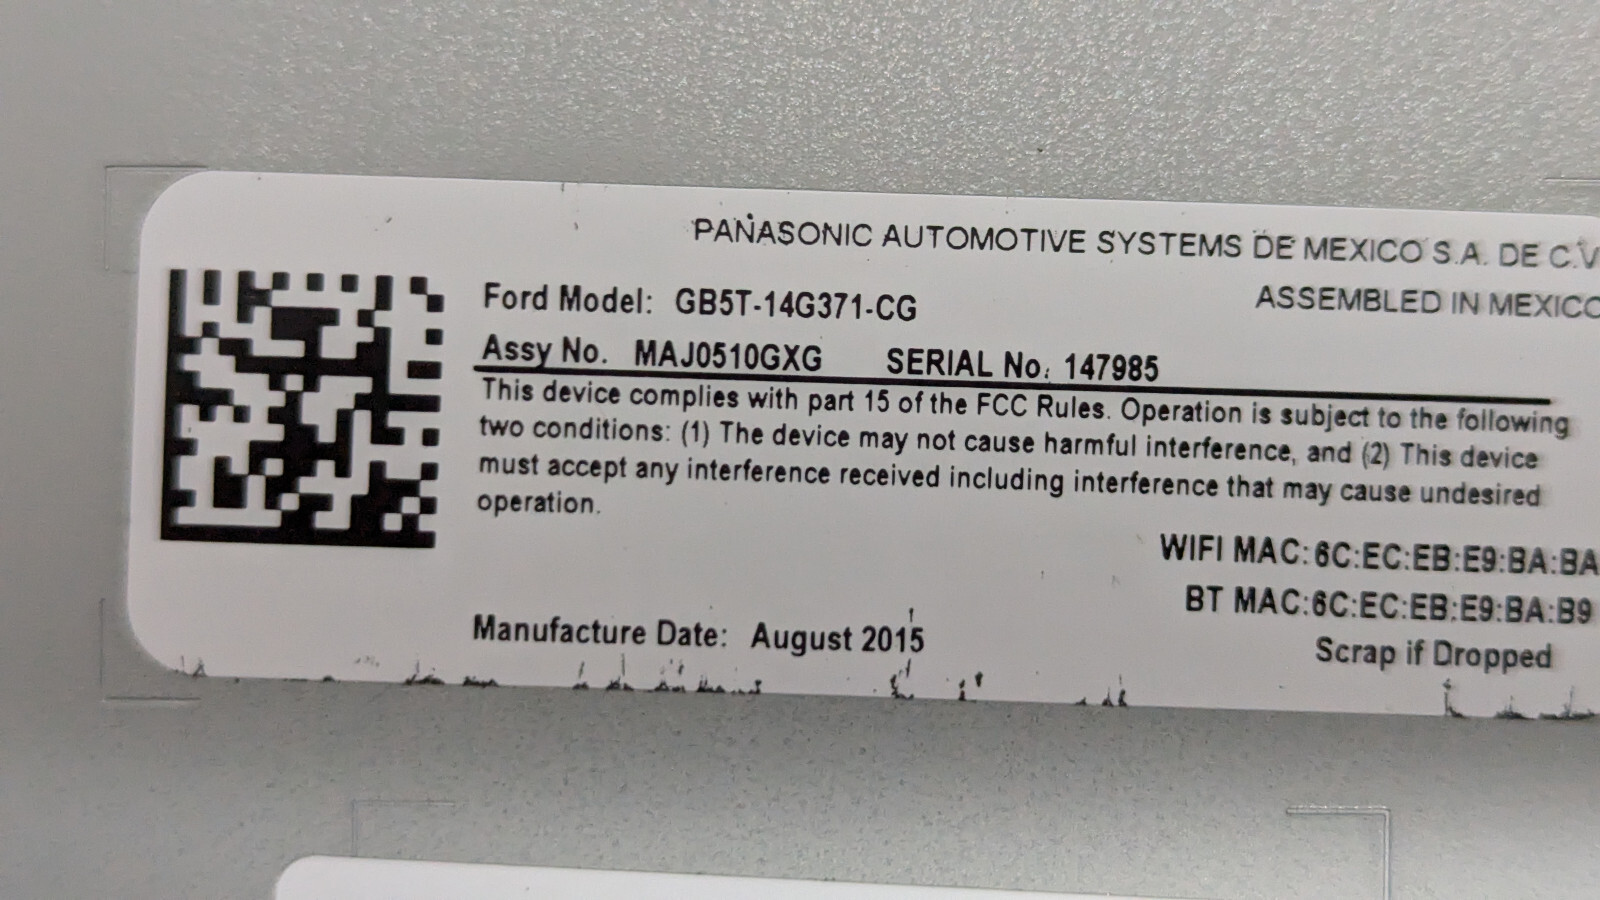 PANASONIC AUTOMOTIVE SYSTEMS DE MEXICO S.A. DE C.V
Ford Model: GB5T-14G371-CG
ASSEMBLED IN MEXICO
Assy No. MAJ0510GXG SERIAL No: 147985
This device complies with part 15 of the FCC Rules. Operation is subject to the following
two conditions: (1) The device may not cause harmful interference, and (2) This device
must accept any interference received including interference that may cause undesired
operation.
WIFI MAC:6C:EC:EB:E9:BA:BA
BT MAC:6C:EC:EB:E9:BA:B9
Manufacture Date: August 2015
Scrap if Dropped